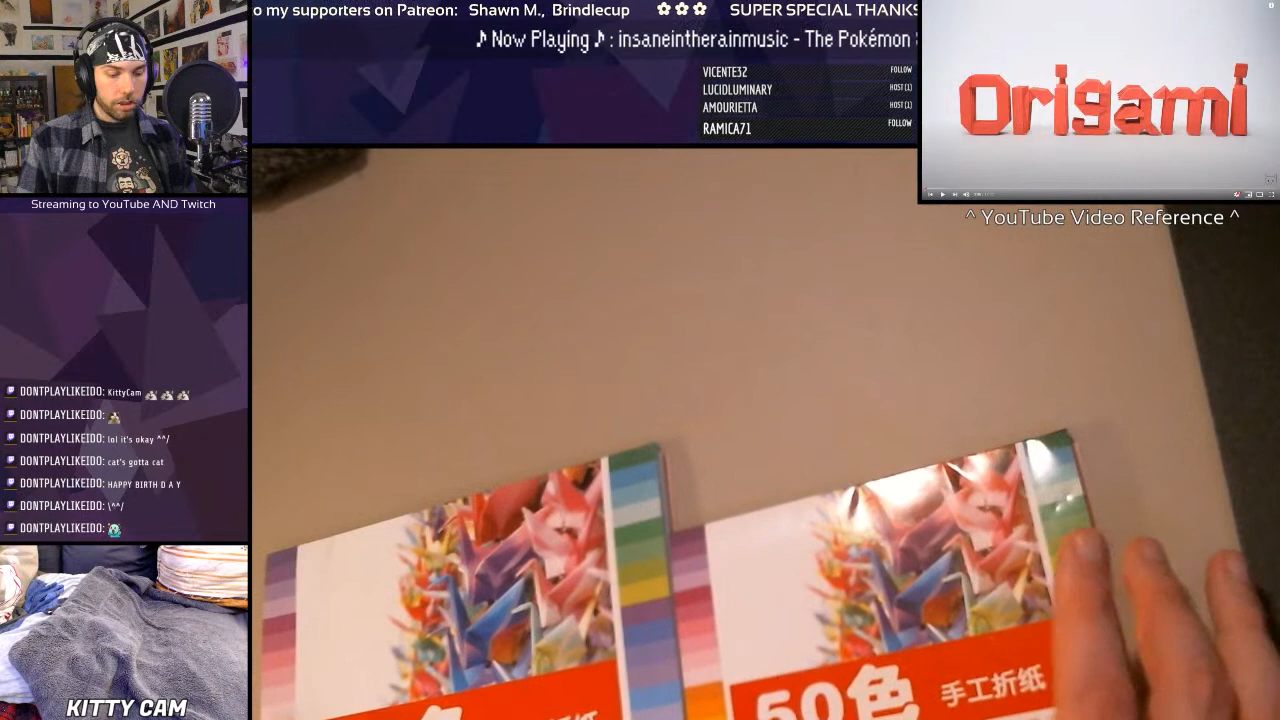 o my supporters on Patreon: Shawn M., Brindlecup ✿ ✿ ✿ SUPER SPECIAL THANKS
♪ Now Playing ♪ : insaneintherainmusic - The Pokémon
VICENTE32 FOLLOW
LUCIDLUMINARY HOST (1)
AMOURIETTA HOST (1)
RAMICA71 FOLLOW
Origami
^ YouTube Video Reference ^
Streaming to YouTube AND Twitch
DONTPLAYLIKEIDO: KittyCam
DONTPLAYLIKEIDO:
DONTPLAYLIKEIDO: lol it's okay ^^/
DONTPLAYLIKEIDO: cat's gotta cat
DONTPLAYLIKEIDO: HAPPY BIRTH D A Y
DONTPLAYLIKEIDO: \^^/
DONTPLAYLIKEIDO:
KITTY CAM
50色 手工折纸
色 折纸